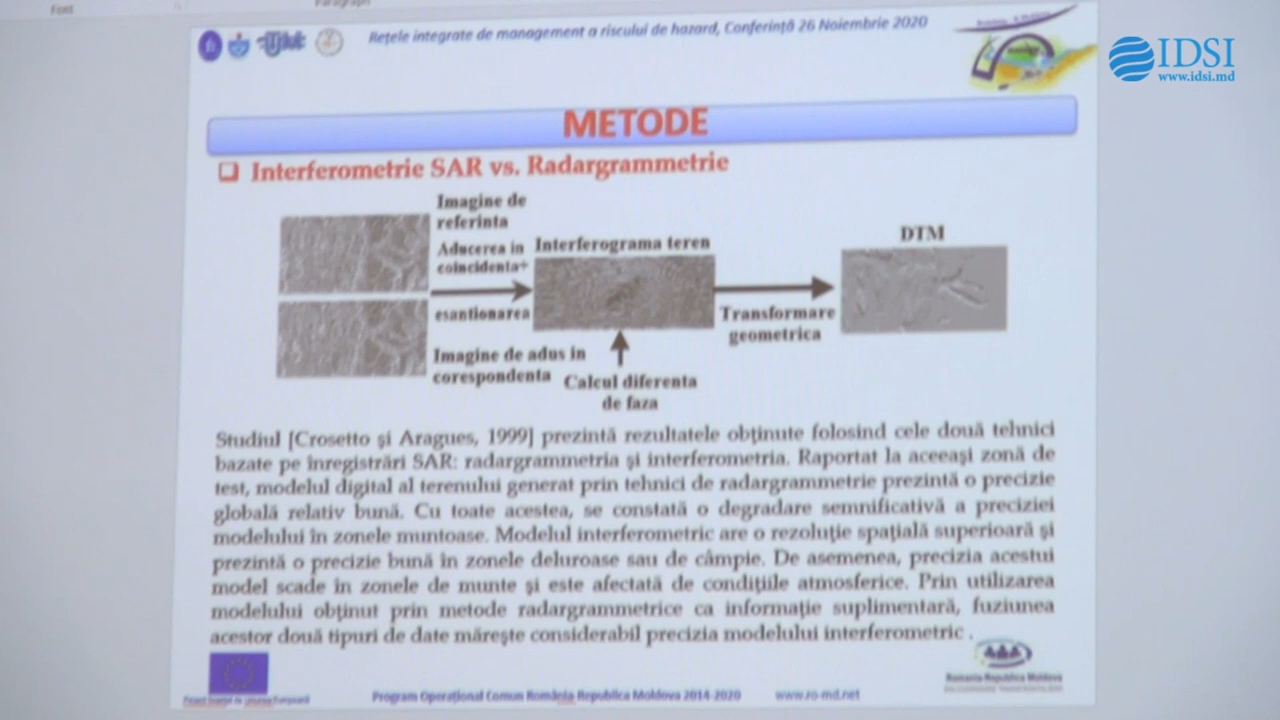 Font
Paragraph
Rețele integrate de management a riscului de hazard, Conferință 26 Noiembrie 2020
IDSI
www.idsi.md
METODE
Interferometrie SAR vs. Radargrammetrie
Imagine de
referinta
Aducerea in
coincidenta+
esantionarea
Imagine de adus in
corespondenta
Interferograma teren
Calcul diferenta
de faza
Transformare
geometrica
DTM
Studiul [Crosetto și Aragues, 1999] prezintă rezultatele obținute folosind cele două tehnici
bazate pe înregistrări SAR: radargrammetria și interferometria. Raportat la aceeași zonă de
test, modelul digital al terenului generat prin tehnici de radargrammetrie prezintă o precizie
globală relativ bună. Cu toate acestea, se constată o degradare semnificativă a preciziei
modelului în zonele muntoase. Modelul interferometric are o rezoluție spațială superioară și
prezintă o precizie bună în zonele deluroase sau de câmpie. De asemenea, precizia acestui
model scade în zonele de munte și este afectată de condițiile atmosferice. Prin utilizarea
modelului obținut prin metode radargrammetrice ca informație suplimentară, fuziunea
acestor două tipuri de date mărește considerabil precizia modelului interferometric .
Program Operațional Comun România Republica Moldova 2014-2020
www.ro-md.net
Romania-Republica Moldova